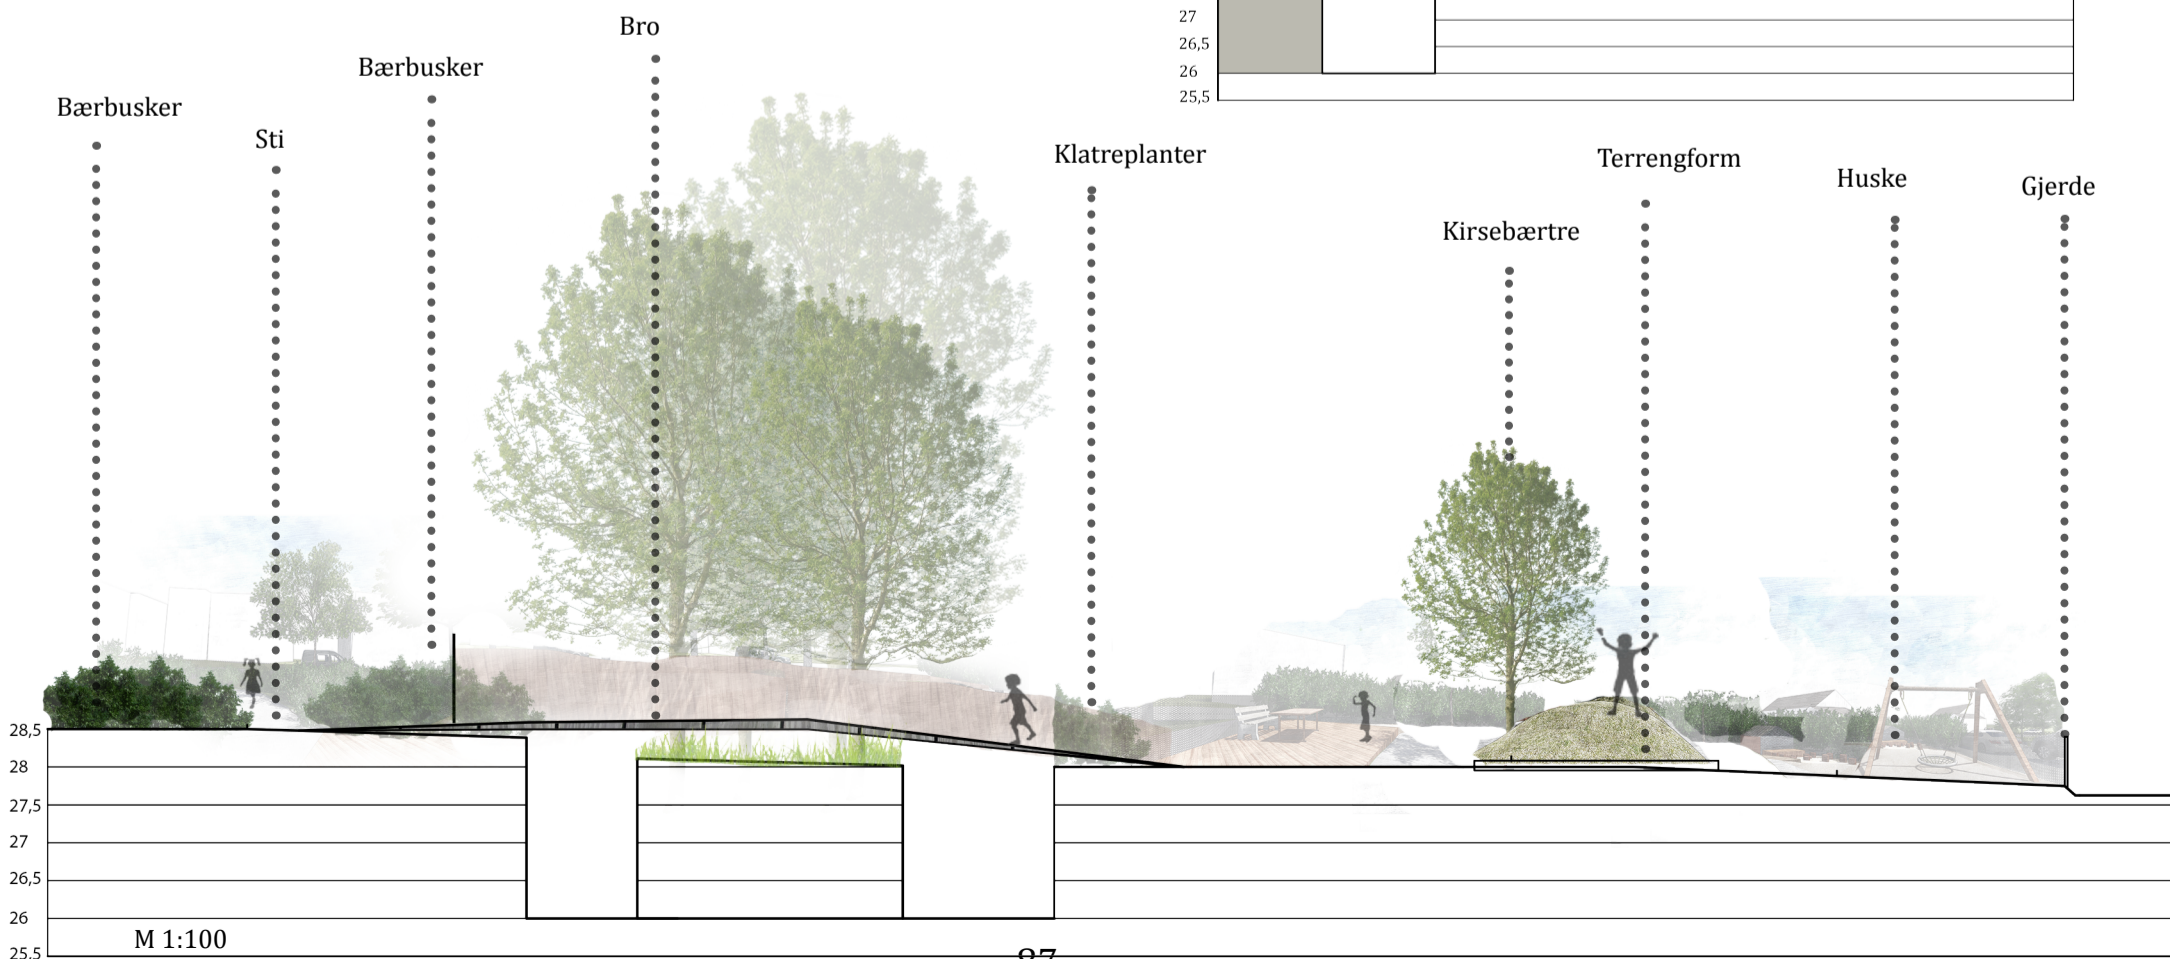 27
26,5
26
25,5
Bro
Bærbusker
Bærbusker
Sti
Klatreplanter
Terrengform
Huske
Gjerde
Kirsebærtre
28,5
28
27,5
27
26,5
26
25,5
M 1:100